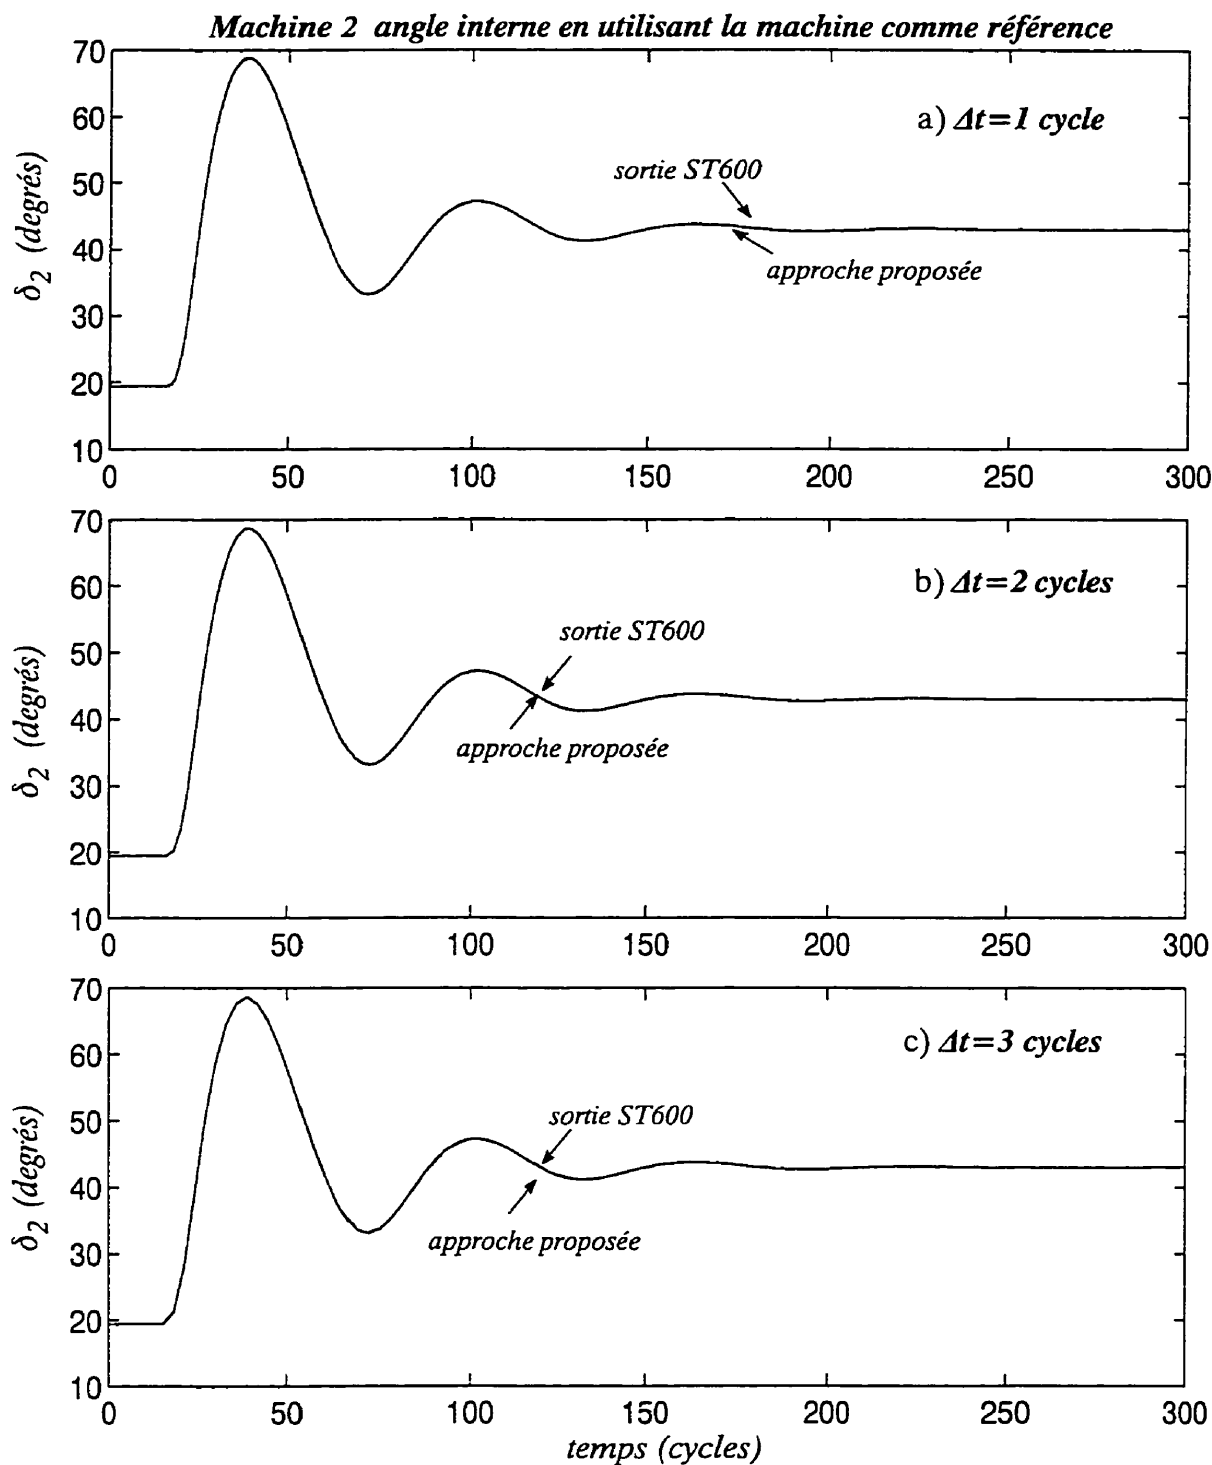 Machine 2 angle interne en utilisant la machine comme référence
70
60
50
40
30
20
10
δ2 (degrés)
a) Δt=1 cycle
sortie ST600
approche proposée
0 50 100 150 200 250 300
70
60
50
40
30
20
10
δ2 (degrés)
b) Δt=2 cycles
sortie ST600
approche proposée
0 50 100 150 200 250 300
70
60
50
40
30
20
10
δ2 (degrés)
c) Δt=3 cycles
sortie ST600
approche proposée
0 50 100 150 200 250 300
temps (cycles)